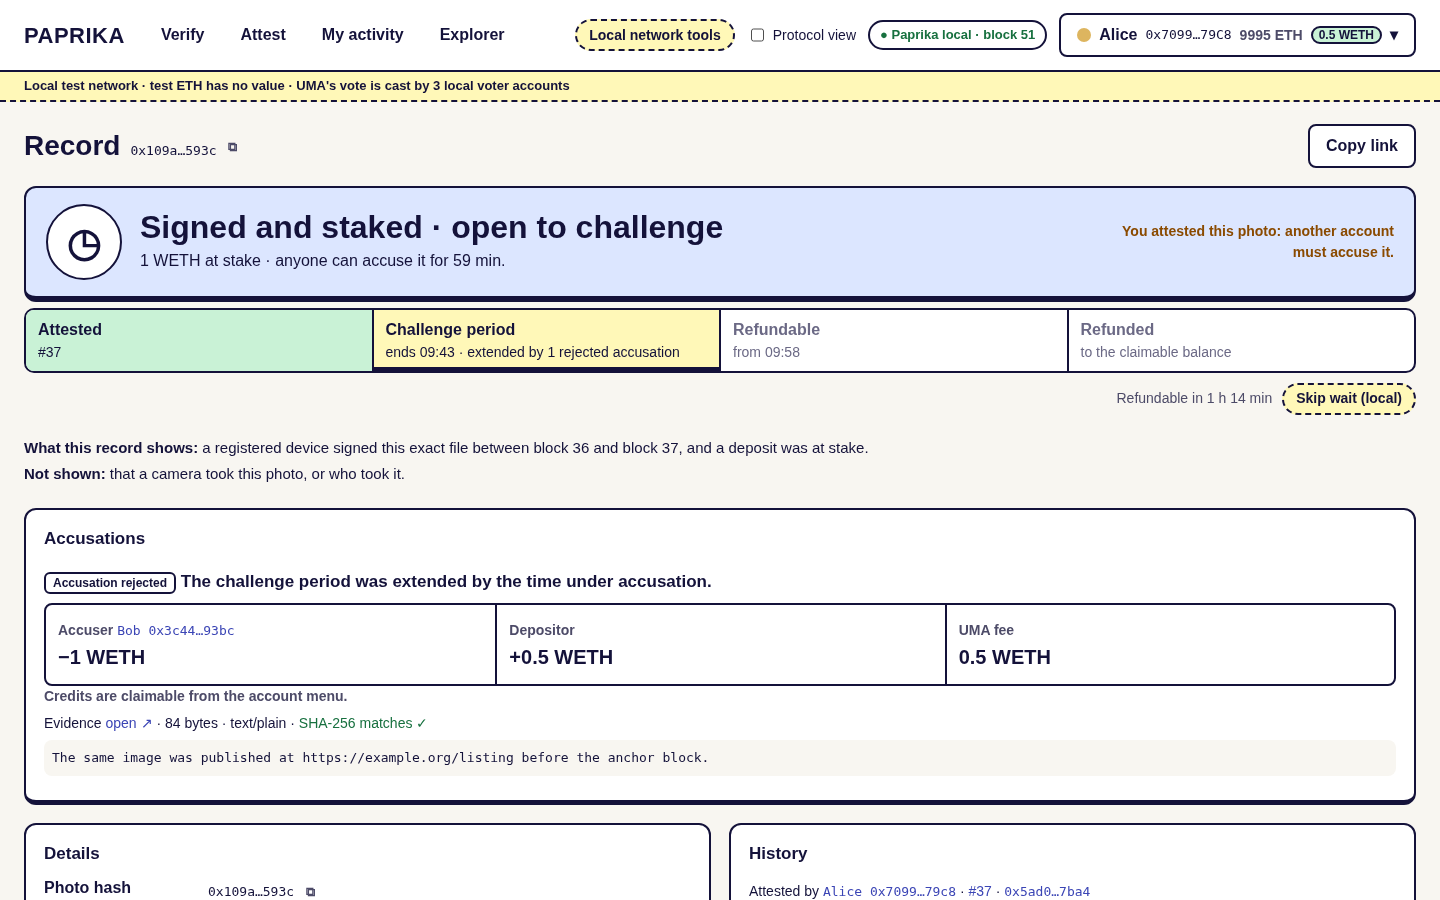 PAPRIKA Verify Attest My activity Explorer Local network tools Protocol view ● Paprika local · block 51 Alice 0x7099…79C8 9995 ETH 0.5 WETH ▾
Local test network · test ETH has no value · UMA's vote is cast by 3 local voter accounts
Record 0x109a…593c ⧉ Copy link
Signed and staked · open to challenge
1 WETH at stake · anyone can accuse it for 59 min.
You attested this photo: another account
must accuse it.
Attested
#37
Challenge period
ends 09:43 · extended by 1 rejected accusation
Refundable
from 09:58
Refunded
to the claimable balance
Refundable in 1 h 14 min Skip wait (local)
What this record shows: a registered device signed this exact file between block 36 and block 37, and a deposit was at stake.
Not shown: that a camera took this photo, or who took it.
Accusations
Accusation rejected The challenge period was extended by the time under accusation.
Accuser Bob 0x3c44…93bc
−1 WETH
Depositor
+0.5 WETH
UMA fee
0.5 WETH
Credits are claimable from the account menu.
Evidence open ↗ · 84 bytes · text/plain · SHA-256 matches ✓
The same image was published at https://example.org/listing before the anchor block.
Details
Photo hash 0x109a…593c ⧉
History
Attested by Alice 0x7099…79c8 · #37 · 0x5ad0…7ba4